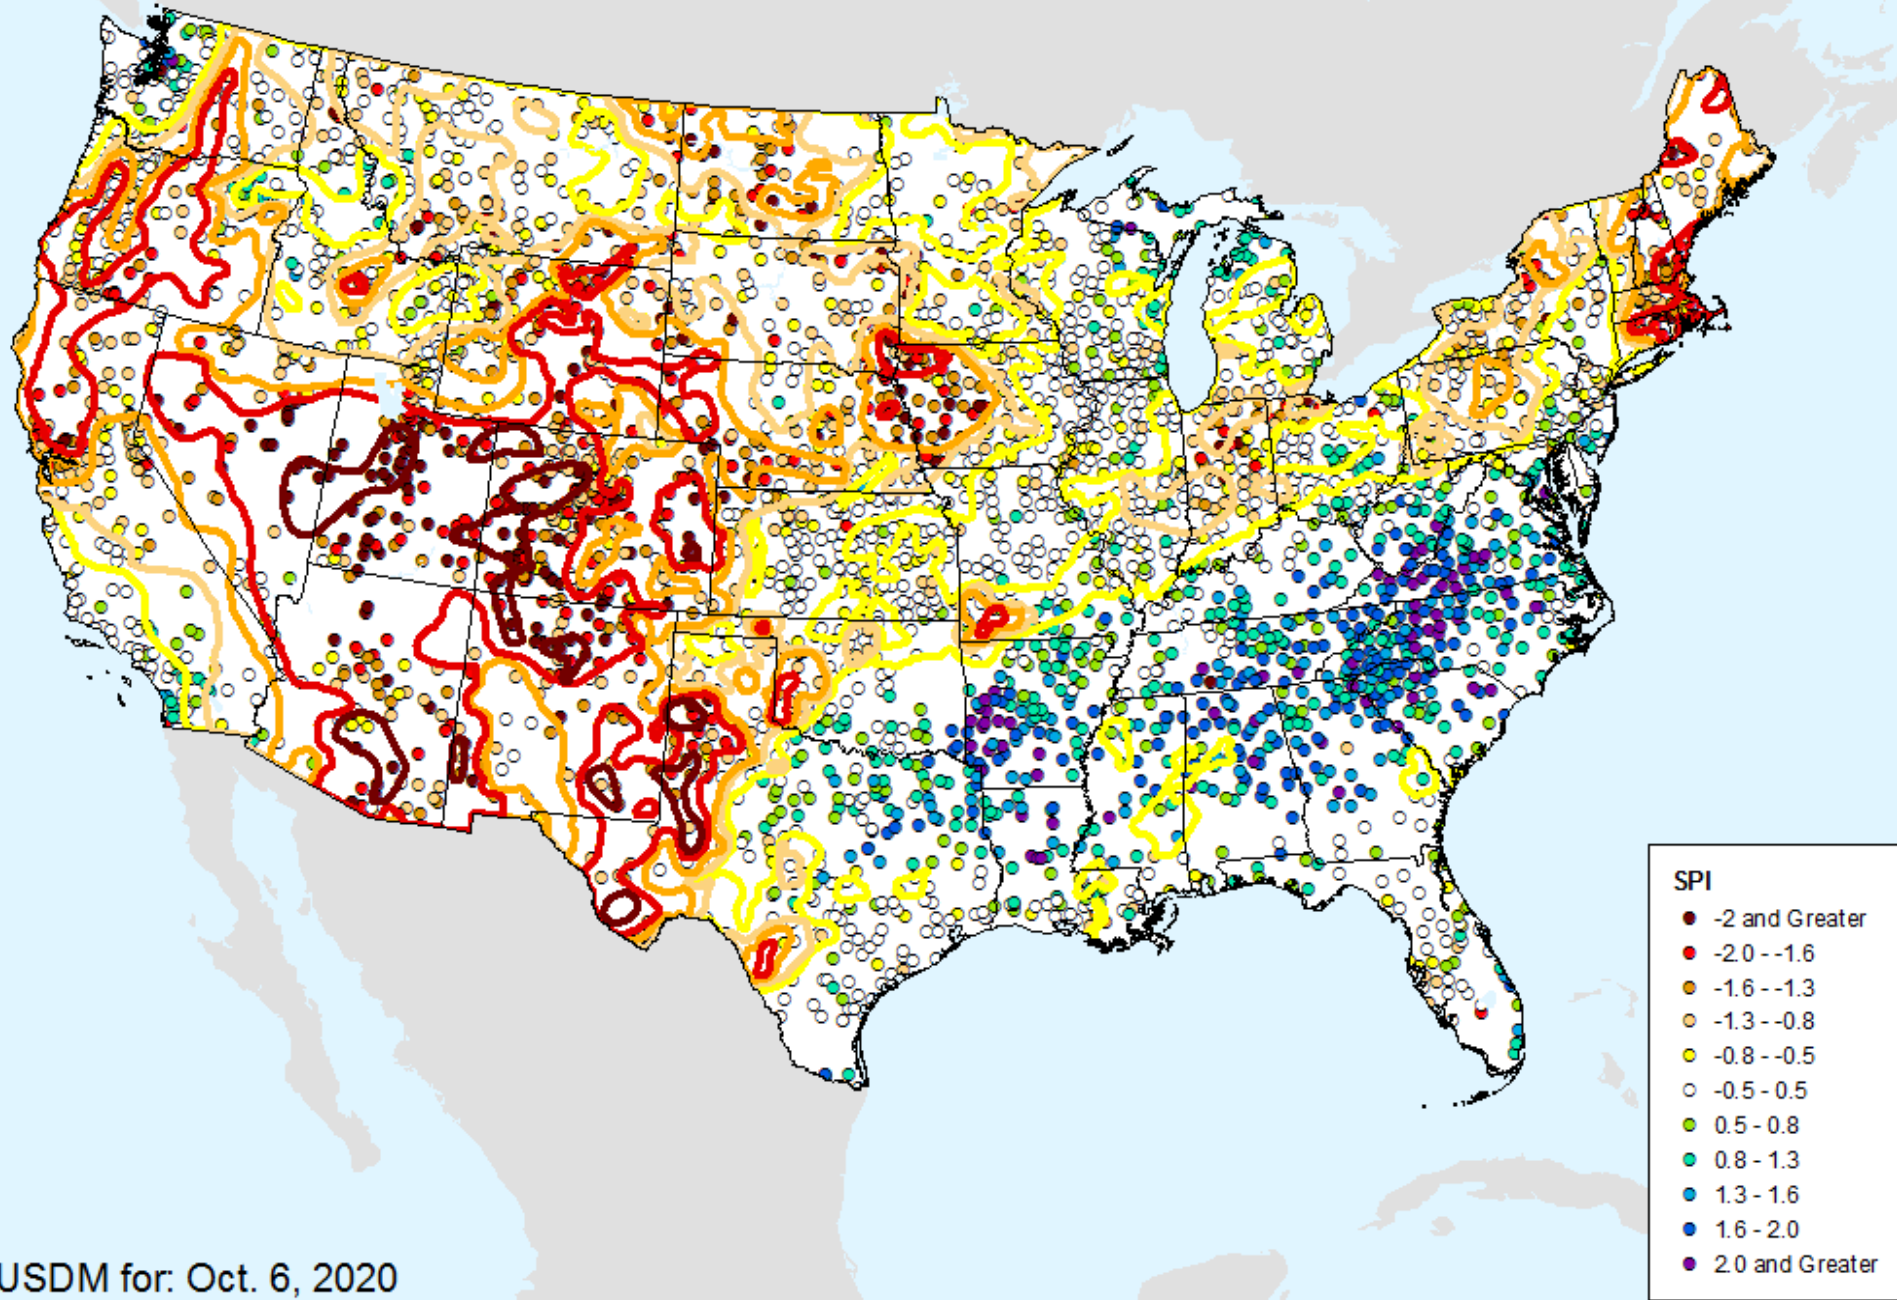 SPI
-2 and Greater
-2.0 - -1.6
-1.6 - -1.3
-1.3 - -0.8
-0.8 - -0.5
-0.5 - 0.5
0.5 - 0.8
0.8 - 1.3
1.3 - 1.6
1.6 - 2.0
2.0 and Greater
USDM for: Oct. 6, 2020